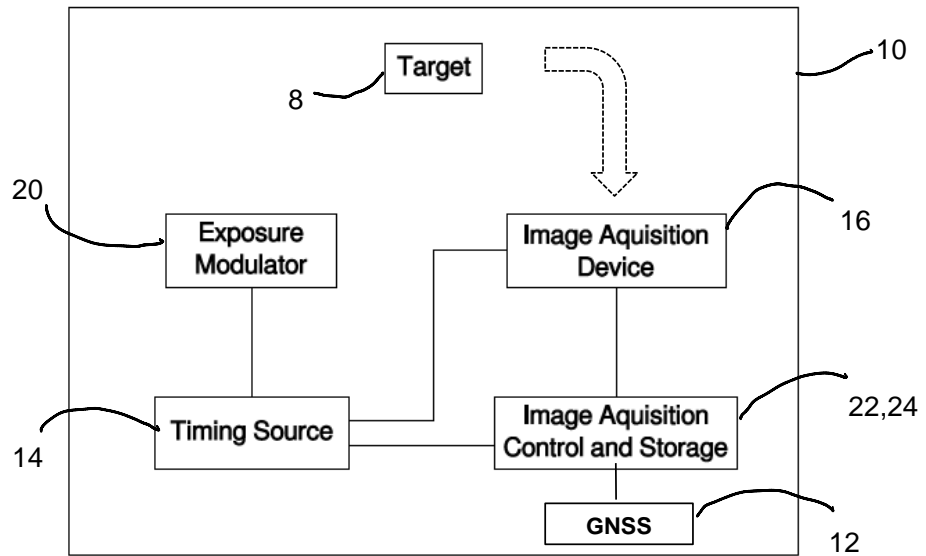 Target
10
8
20
16
Exposure
Modulator
Image Aquisition
Device
22,24
Timing Source
Image Aquisition
Control and Storage
14
GNSS
12